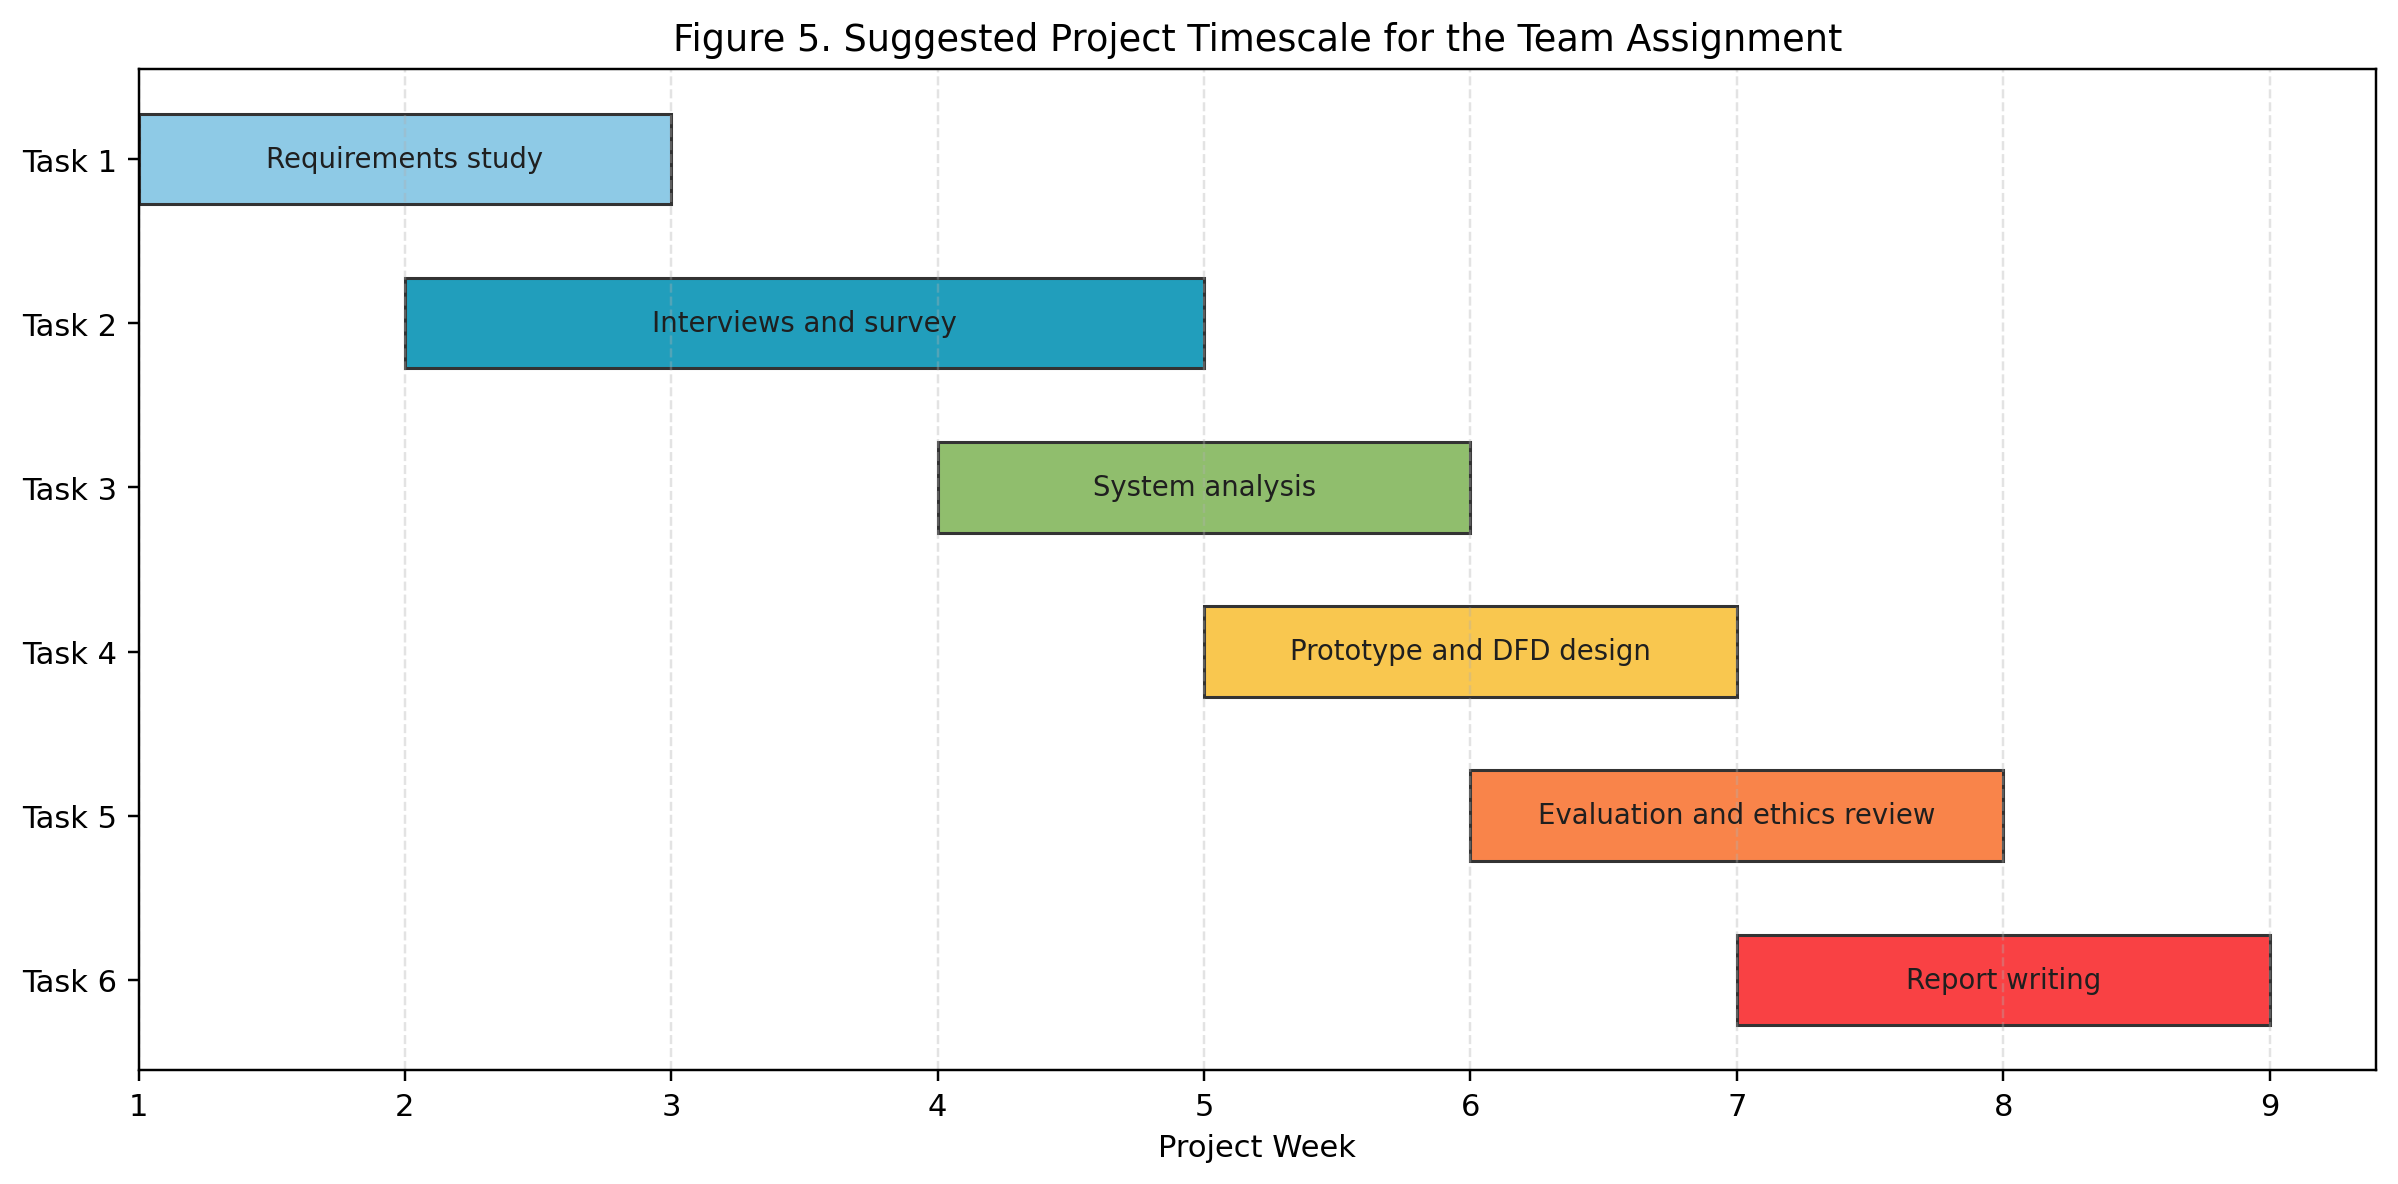 Figure 5. Suggested Project Timescale for the Team Assignment
Task 1
Requirements study
Task 2
Interviews and survey
Task 3
System analysis
Task 4
Prototype and DFD design
Task 5
Evaluation and ethics review
Task 6
Report writing
1 2 3 4 5 6 7 8 9
Project Week